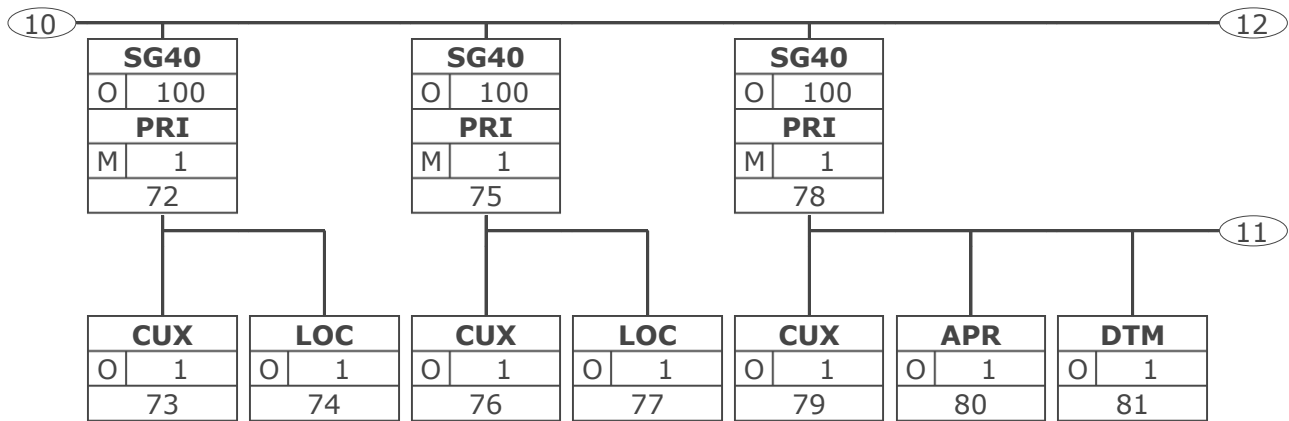 10 12
SG40 SG40 SG40
O 100 O 100 O 100
PRI PRI PRI
M 1 M 1 M 1
72 75 78
11
CUX LOC CUX LOC CUX APR DTM
O 1 O 1 O 1 O 1 O 1 O 1 O 1
73 74 76 77 79 80 81